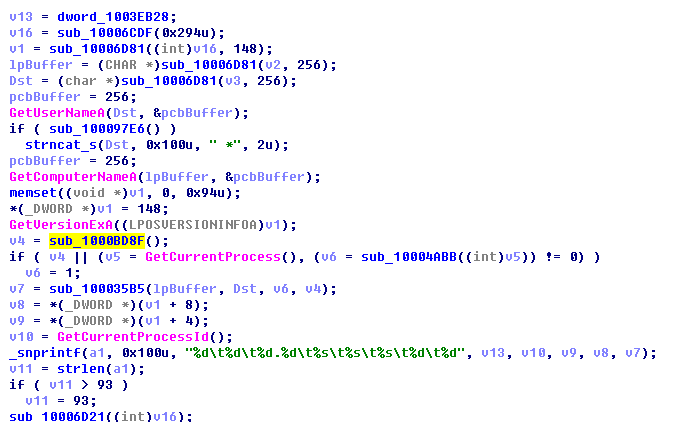 v13 = dword_1003EB28;
v16 = sub_10006CDF(0x294u);
v1 = sub_10006D81((int)v16, 148);
lpBuffer = (CHAR *)sub_10006D81(v2, 256);
Dst = (char *)sub_10006D81(v3, 256);
pcbBuffer = 256;
GetUserNameA(Dst, &pcbBuffer);
if ( sub_100097E6() )
strncat_s(Dst, 0x100u, " *", 2u);
pcbBuffer = 256;
GetComputerNameA(lpBuffer, &pcbBuffer);
memset((void *)v1, 0, 0x94u);
*(_DWORD *)v1 = 148;
GetVersionExA((LPOSVERSIONINFOA)v1);
v4 = sub_1000BD8F();
if ( v4 || (v5 = GetCurrentProcess(), (v6 = sub_10004ABB((int)v5)) != 0) )
v6 = 1;
v7 = sub_100035B5(lpBuffer, Dst, v6, v4);
v8 = *(_DWORD *)(v1 + 8);
v9 = *(_DWORD *)(v1 + 4);
v10 = GetCurrentProcessId();
_snprintf(a1, 0x100u, "%d\t%d\t%d.%d\t%s\t%s\t%s\t%d\t%d", v13, v10, v9, v8, v7);
v11 = strlen(a1);
if ( v11 > 93 )
v11 = 93;
sub_10006D21((int)v16);